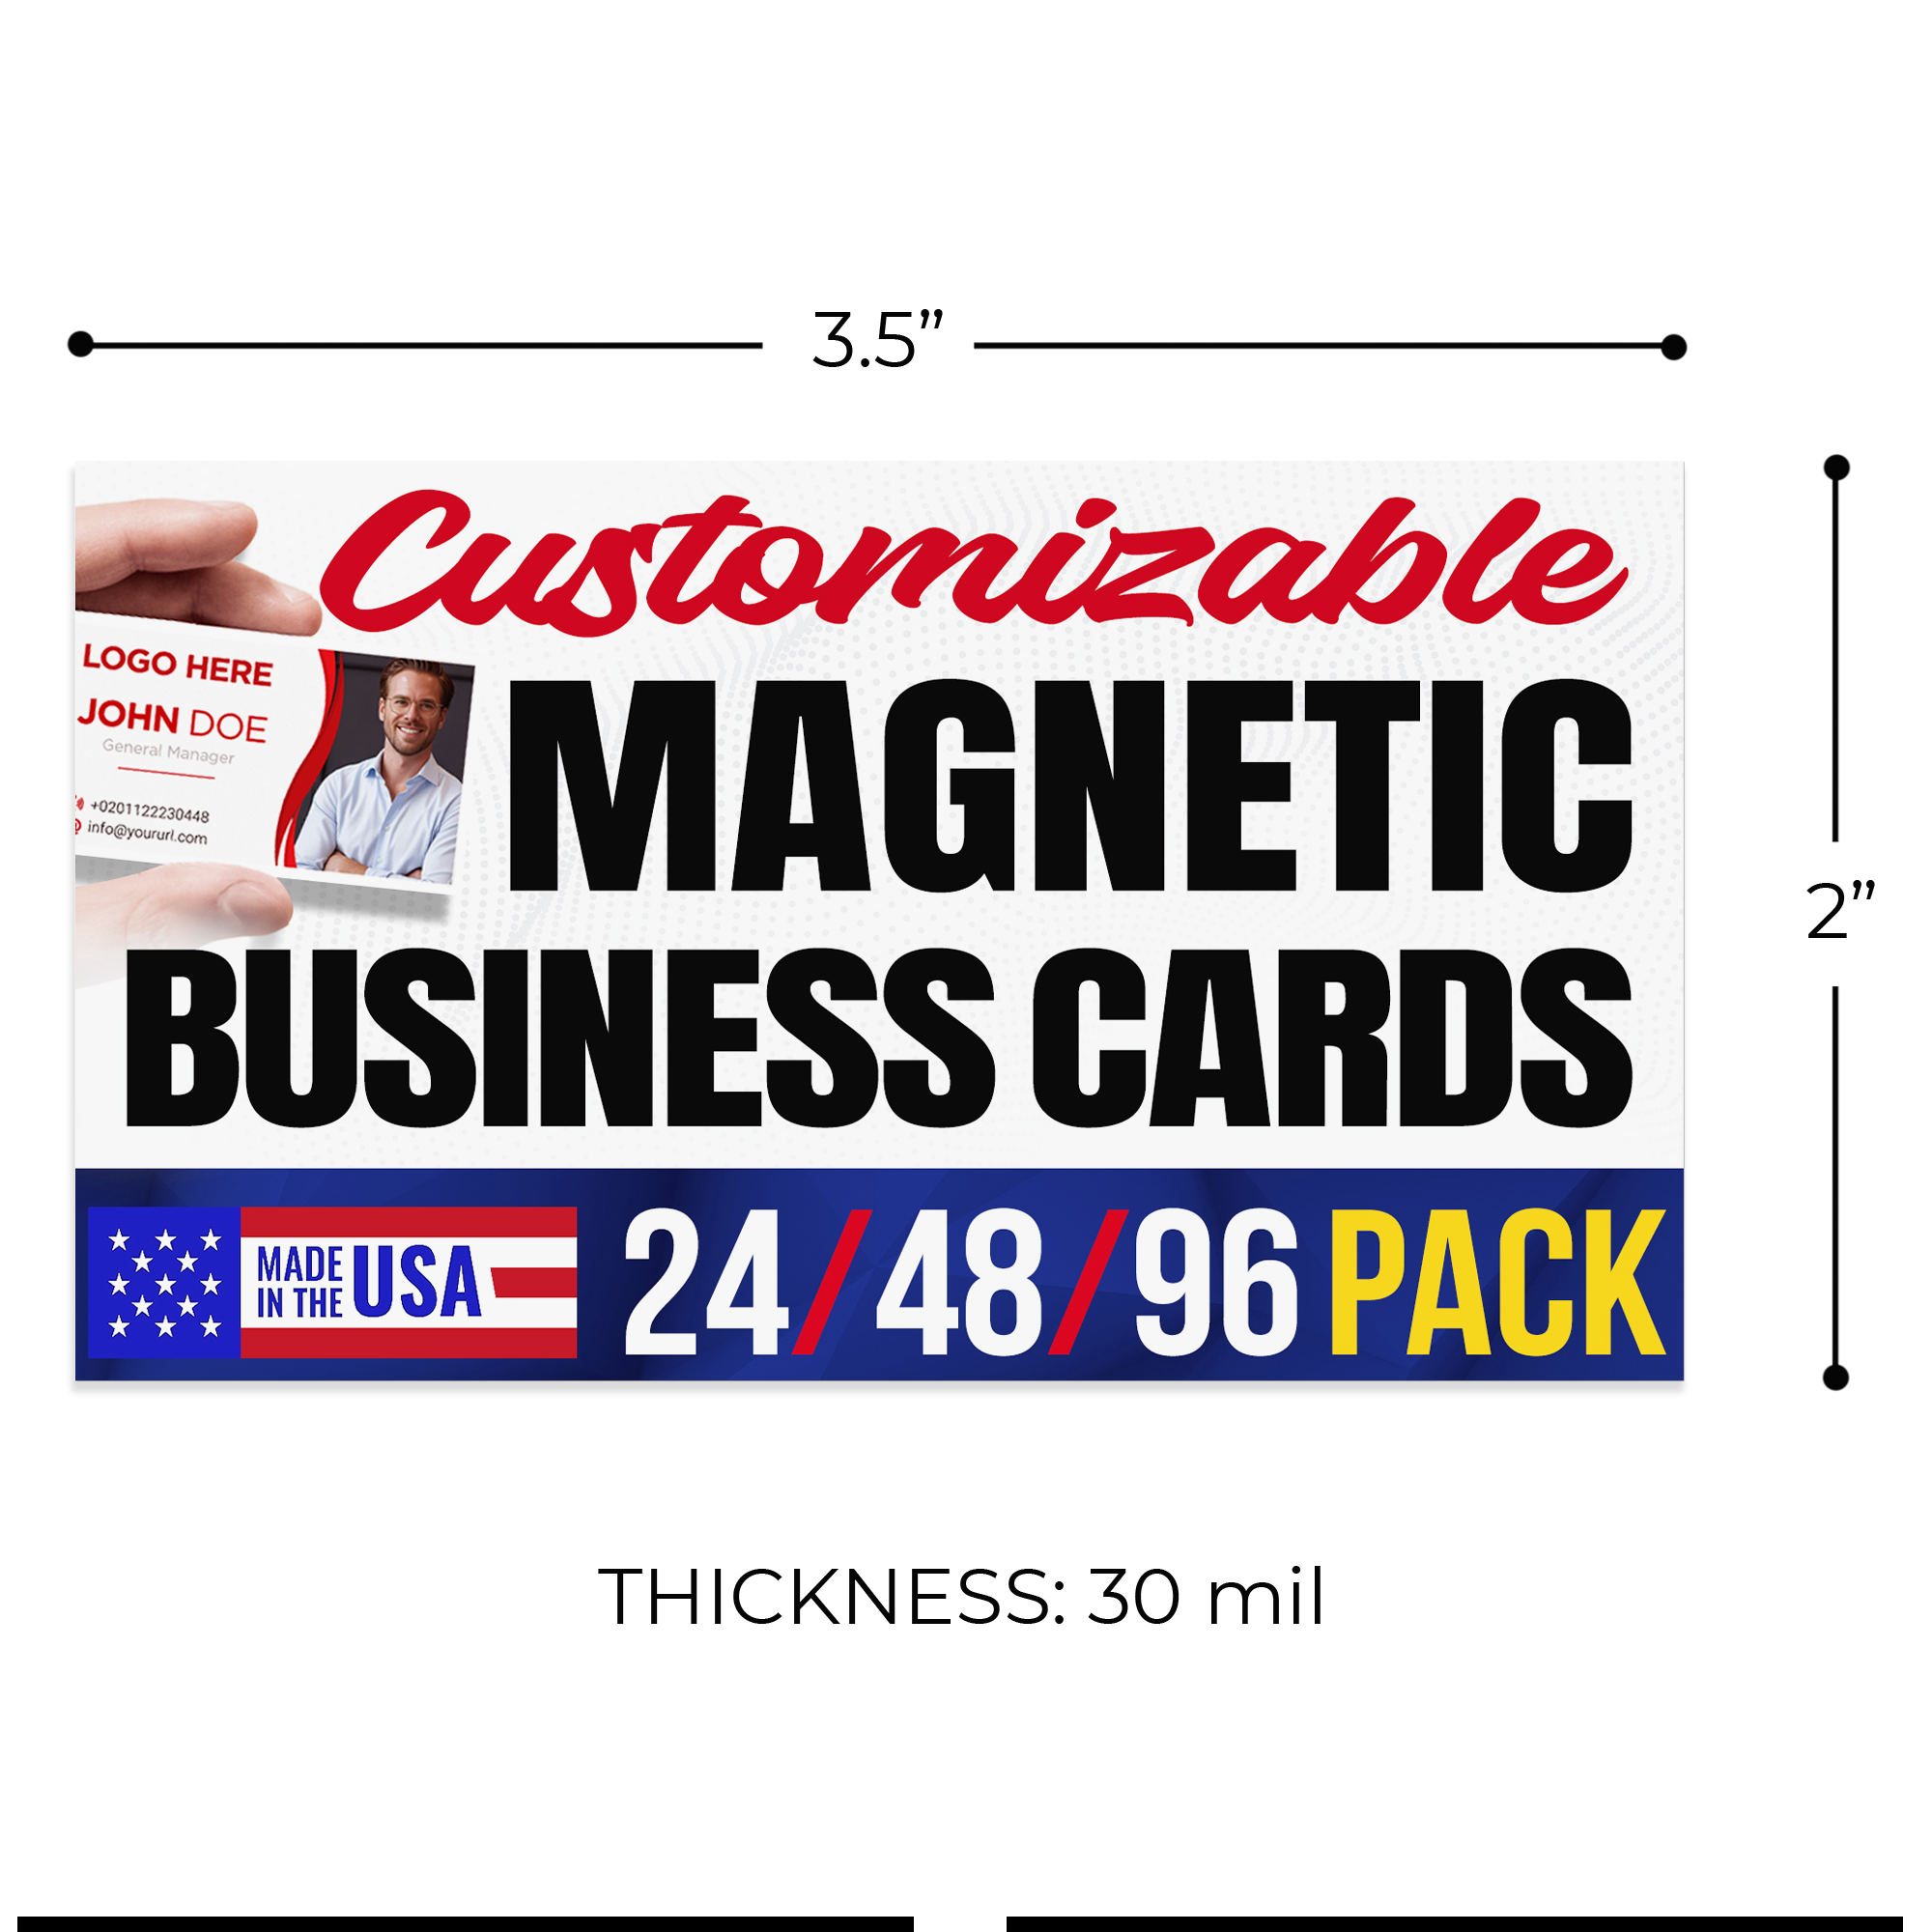 3.5”
Customizable
LOGO HERE
JOHN DOE
General Manager
+0201122230448
info@yoururl.com
MAGNETIC
BUSINESS CARDS
2”
MADE
IN THE
USA
24/48/96 PACK
THICKNESS: 30 mil